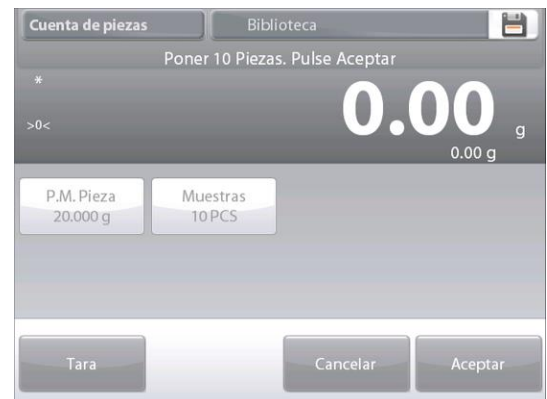 Cuenta de piezas
Biblioteca
Poner 10 Piezas. Pulse Aceptar
*
>0<
0.00 g
0.00 g
P.M. Pieza
20.000 g
Muestras
10 PCS
Tara
Cancelar
Aceptar